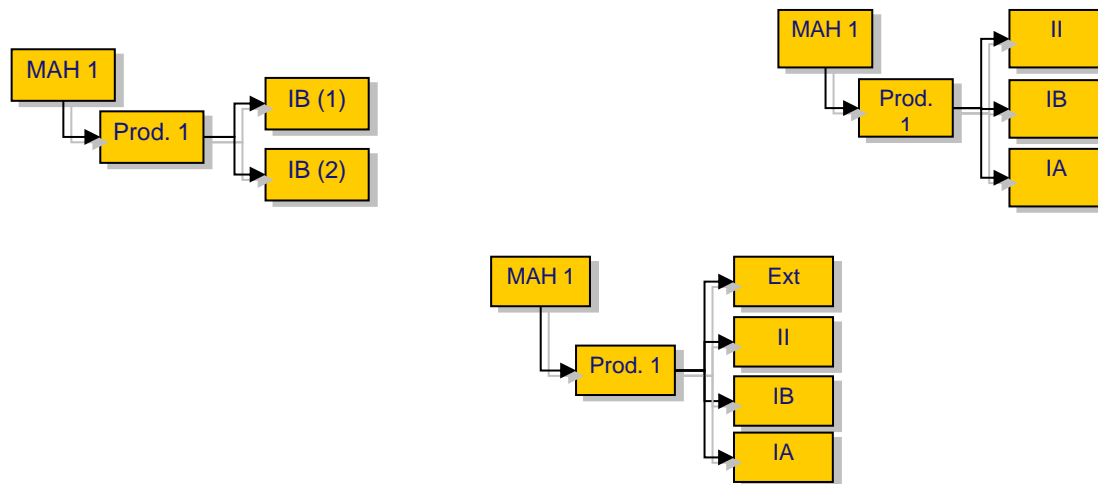 MAH 1
Prod. 1
IB (1)
IB (2)
MAH 1
Prod.
1
II
IB
IA
MAH 1
Prod. 1
Ext
II
IB
IA